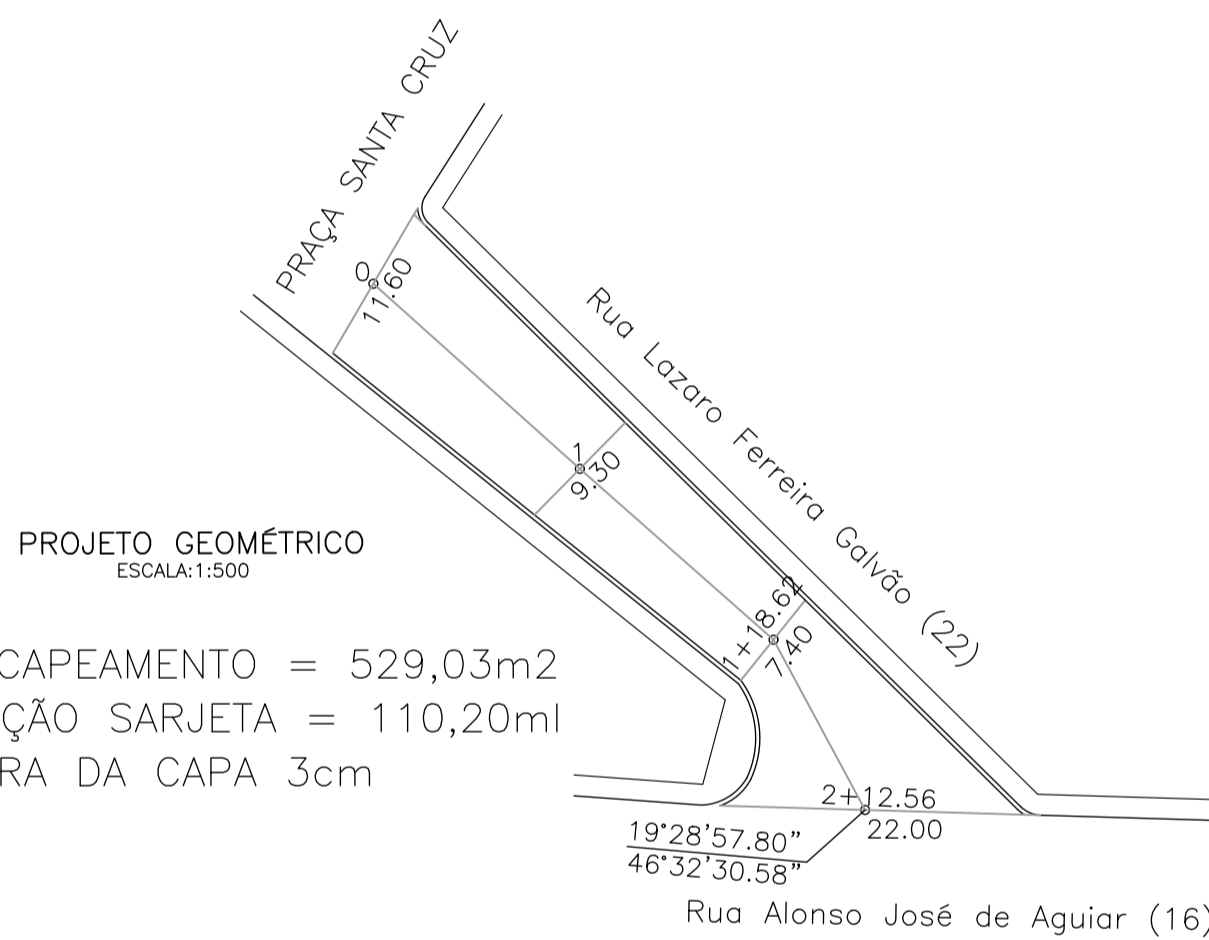 PRAÇA SANTA CRUZ
0
11.60
Rua Lazaro Ferreira Galvão (22)
1
9.30
PROJETO GEOMÉTRICO
ESCALA:1:500
1+18.62
7.40
CAPEAMENTO = 529,03m2
ÇÃO SARJETA = 110,20ml
RA DA CAPA 3cm
2+12.56
22.00
19°28'57.80"
46°32'30.58"
Rua Alonso José de Aguiar (16)